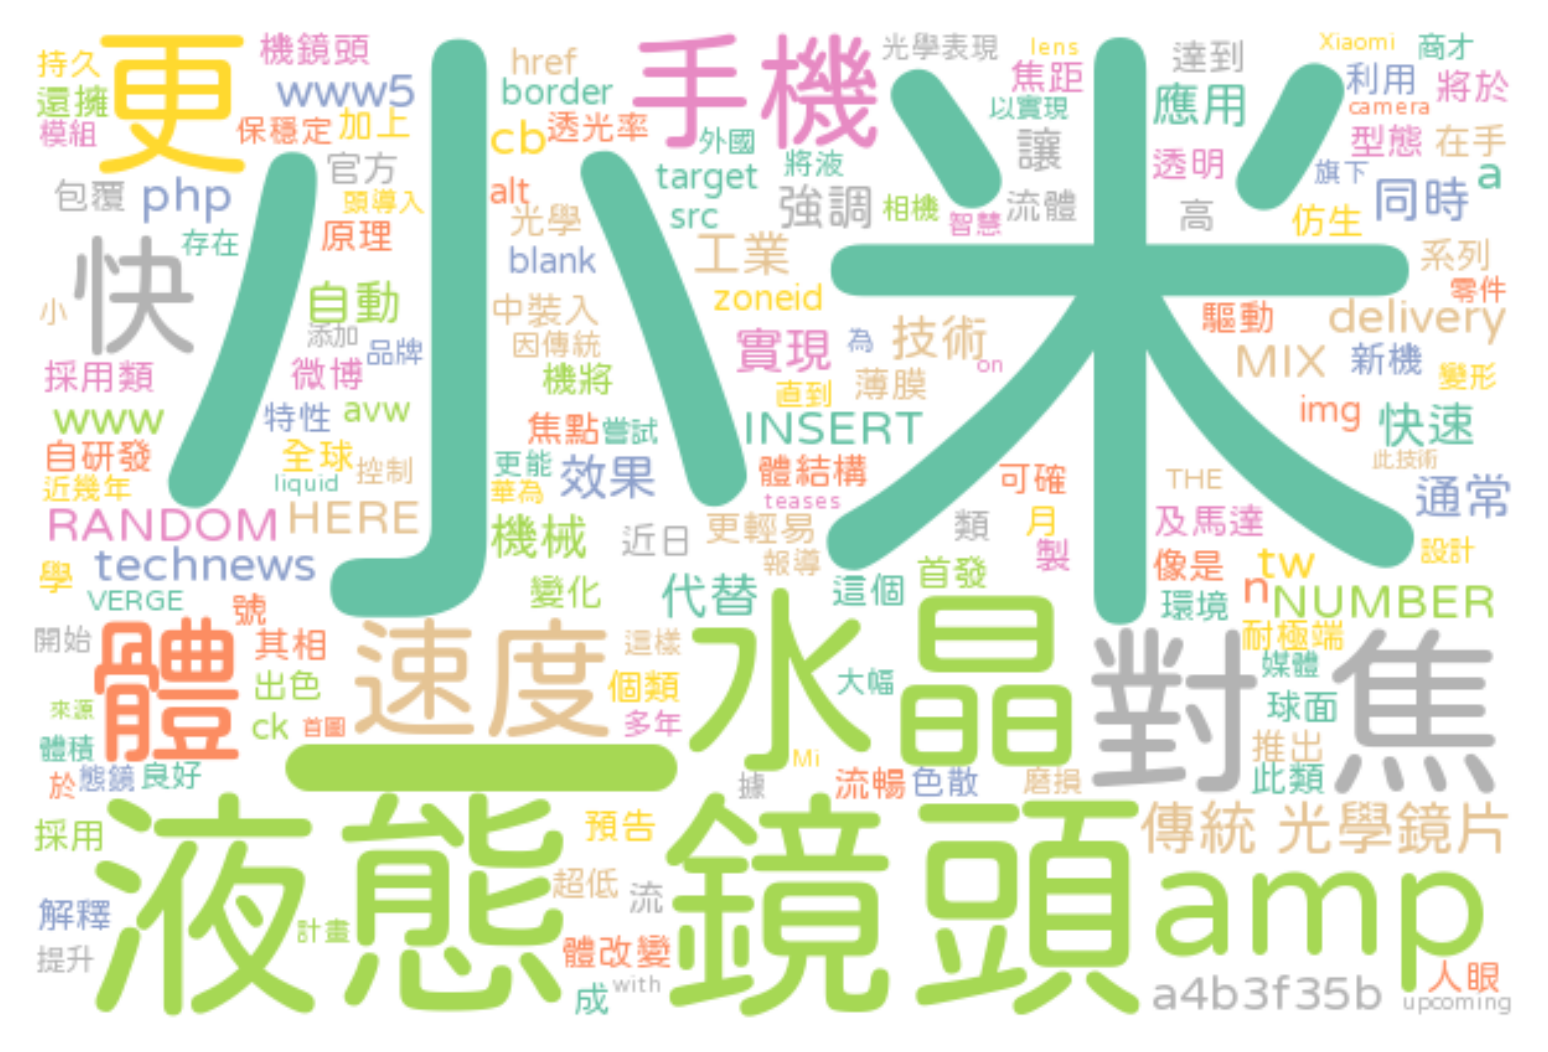 持久
更
機鏡頭
href
手機
光學表現
lens
達到
Xiaomi
商才
還擁
www5
border
焦距
利用
將於
模組
保穩定
加上
cb
透光率
外國
以實現
應用
camera
小米
包覆
php
官方
alt
target
將液
讓
透明
型態
在手
頭導入
光學
src
強調
相機
智慧
流體
高
旗下
同時
a
仿生
存在
原理
快
blank
工業
系列
小
自動
中裝入
zoneid
驅動
零件
delivery
添加
品牌
因傳統
實現
為
技術
on
MIX
新機
變形
採用類
微博
機將
直到
薄膜
www
特性
avw
焦點
嘗試
INSERT
img
快速
自研發
全球
控制
更能
效果
體結構
可確
此技術
近幾年
liquid
華為
teases
THE
通常
RANDOM
HERE
機械
近日
更輕易
類
月
及馬達
technews
報導
製
像是
tw
設計
學
VERGE
號
變化
代替
這個
首發
環境
n
NUMBER
開始
體
其相
速度
這樣
水晶
對焦
耐極端
媒體
出色
個類
大幅
球面
來源
ck
首圖
多年
體積
推出
於
態鏡
良好
一
Mi
據
流暢
色散
磨損
此類
採用
液態鏡頭
預告
傳統
光學鏡片
解釋
計畫
超低
流
amp
提升
體改變
成
with
a4b3f35b
人眼
upcoming